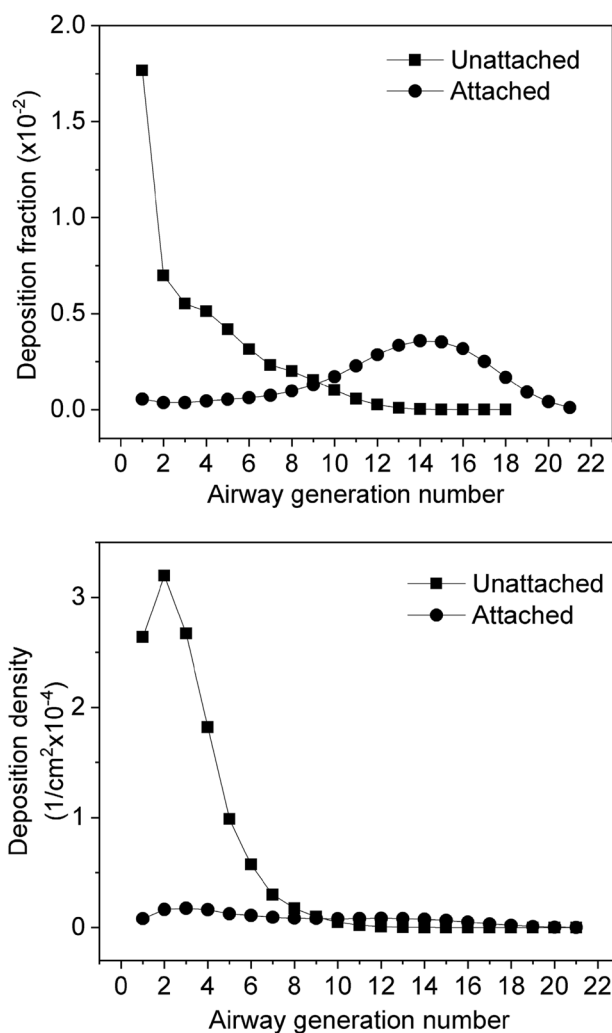 2.0
1.5
1.0
0.5
0.0
Deposition fraction (x10⁻²)
Unattached
Attached
0 2 4 6 8 10 12 14 16 18 20 22
Airway generation number
3
2
1
0
Deposition density
(1/cm²x10⁻⁴)
Unattached
Attached
0 2 4 6 8 10 12 14 16 18 20 22
Airway generation number